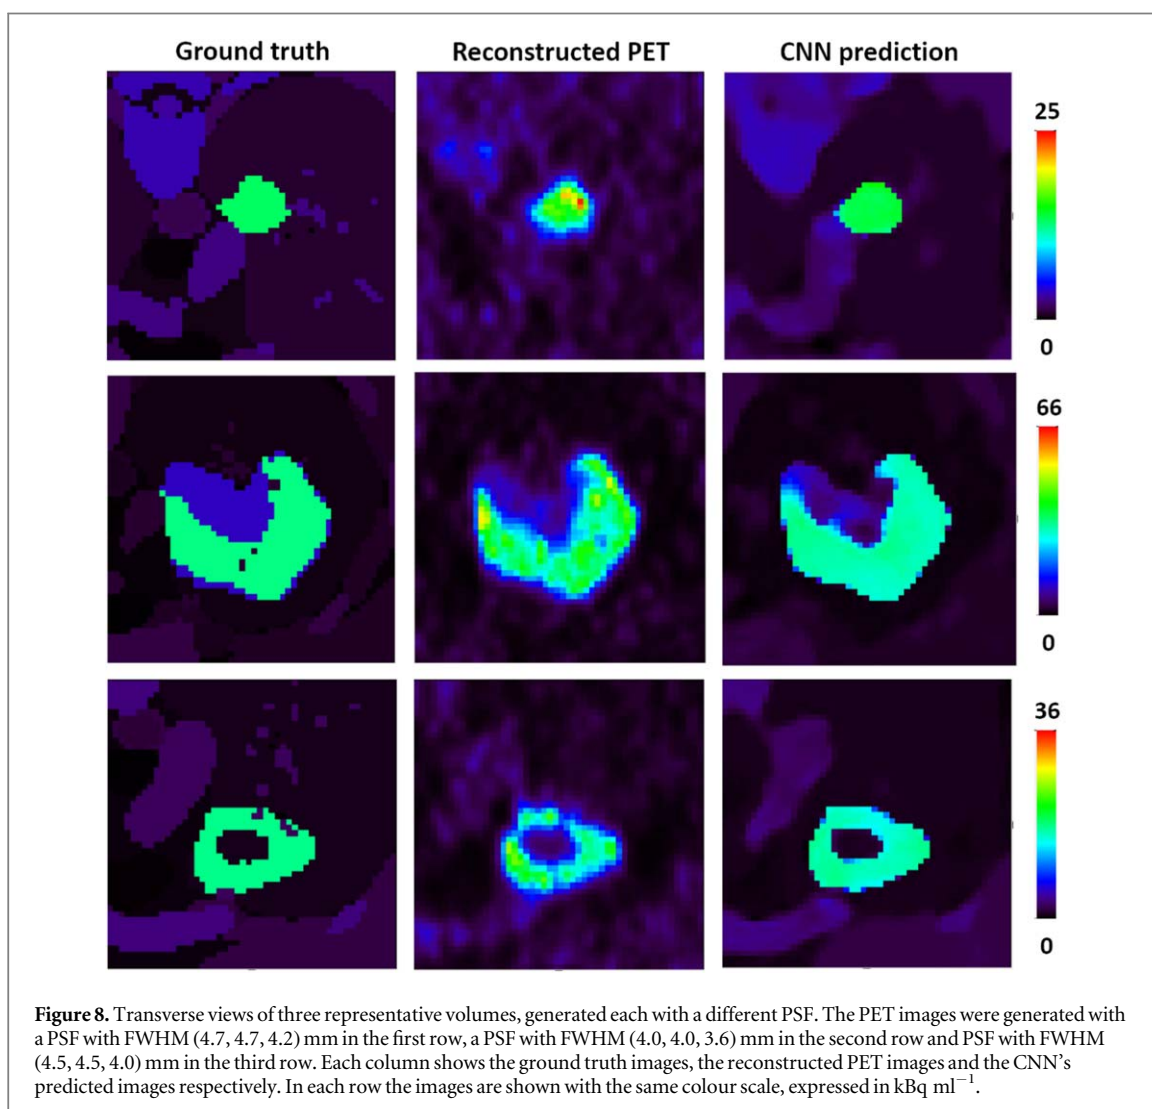 Ground truth
Reconstructed PET
CNN prediction
25
0
66
0
36
0
Figure 8. Transverse views of three representative volumes, generated each with a different PSF. The PET images were generated with
a PSF with FWHM (4.7, 4.7, 4.2) mm in the first row, a PSF with FWHM (4.0, 4.0, 3.6) mm in the second row and PSF with FWHM
(4.5, 4.5, 4.0) mm in the third row. Each column shows the ground truth images, the reconstructed PET images and the CNN's
predicted images respectively. In each row the images are shown with the same colour scale, expressed in kBq ml⁻¹.